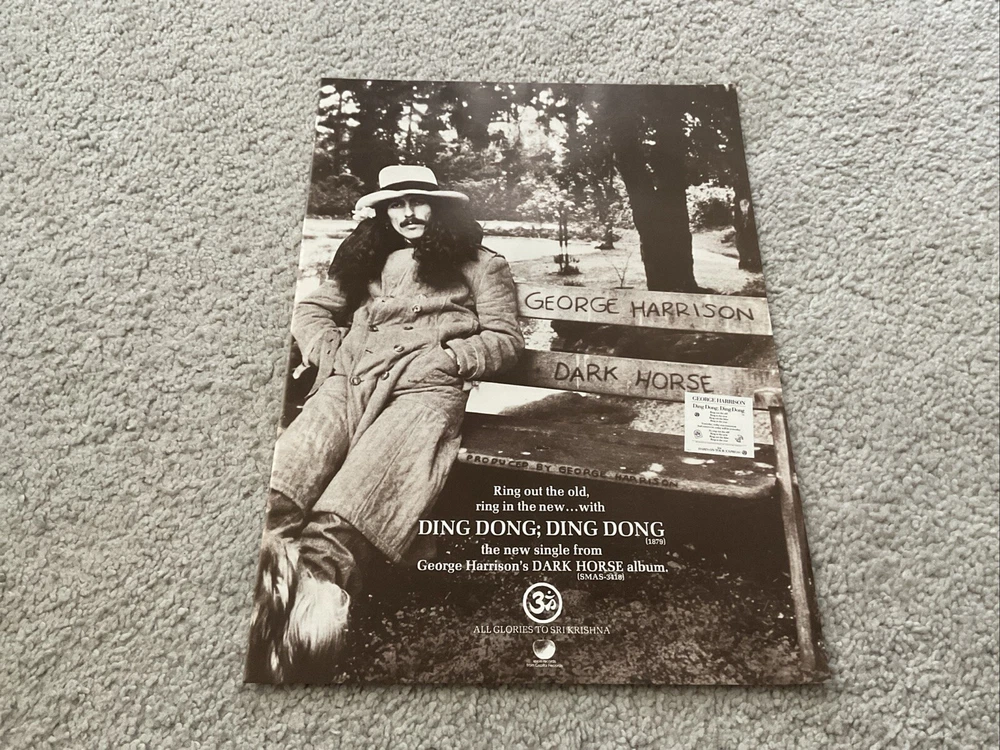 GEORGE HARRISON
DARK HORSE
GEORGE HARRISON
Ding Dong; Ding Dong
PRODUCED BY GEORGE HARRISON
Ring out the old,
ring in the new...with
DING DONG; DING DONG
(1879)
the new single from
George Harrison's DARK HORSE album.
(SMAS-3418)
ॐ
ALL GLORIES TO SRI KRISHNA